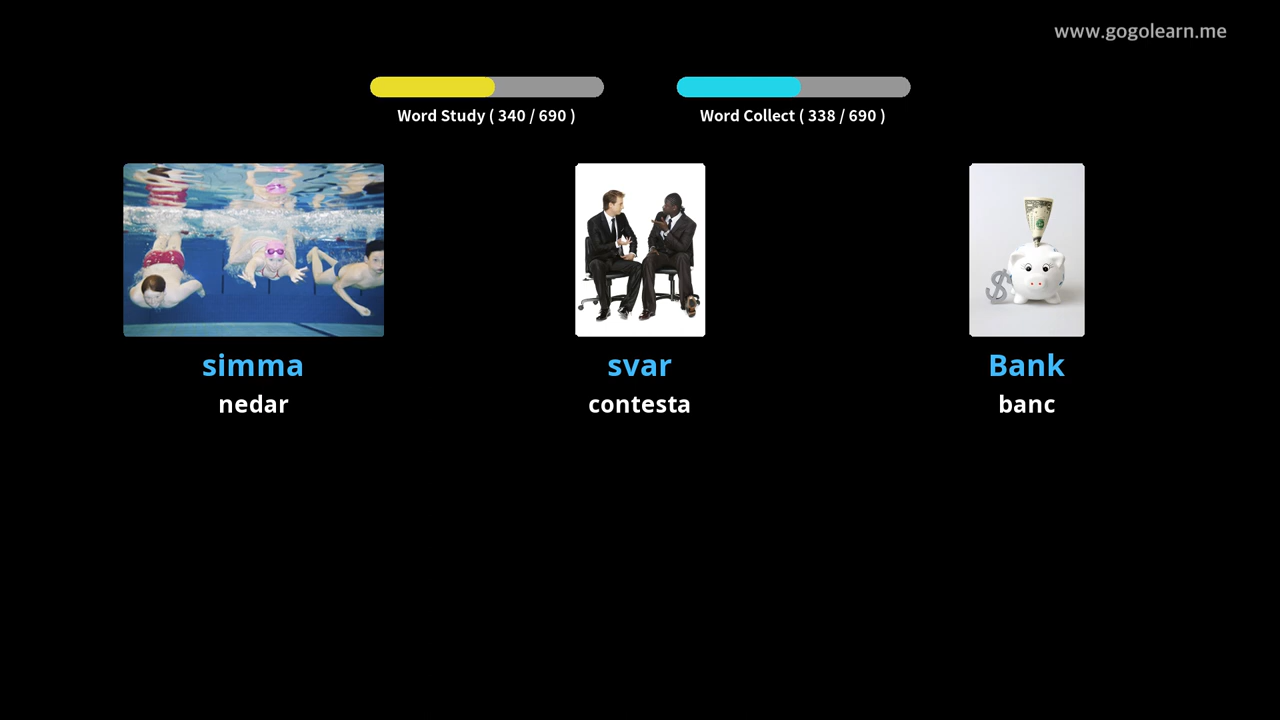 www.gogolearn.me
Word Study ( 340 / 690 )
Word Collect ( 338 / 690 )
simma
nedar
svar
contesta
Bank
banc